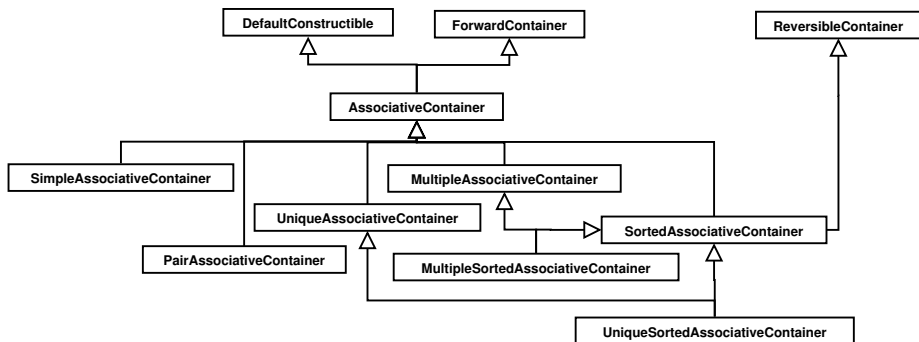 DefaultConstructible
ForwardContainer
ReversibleContainer
AssociativeContainer
SimpleAssociativeContainer
MultipleAssociativeContainer
UniqueAssociativeContainer
SortedAssociativeContainer
PairAssociativeContainer
MultipleSortedAssociativeContainer
UniqueSortedAssociativeContainer